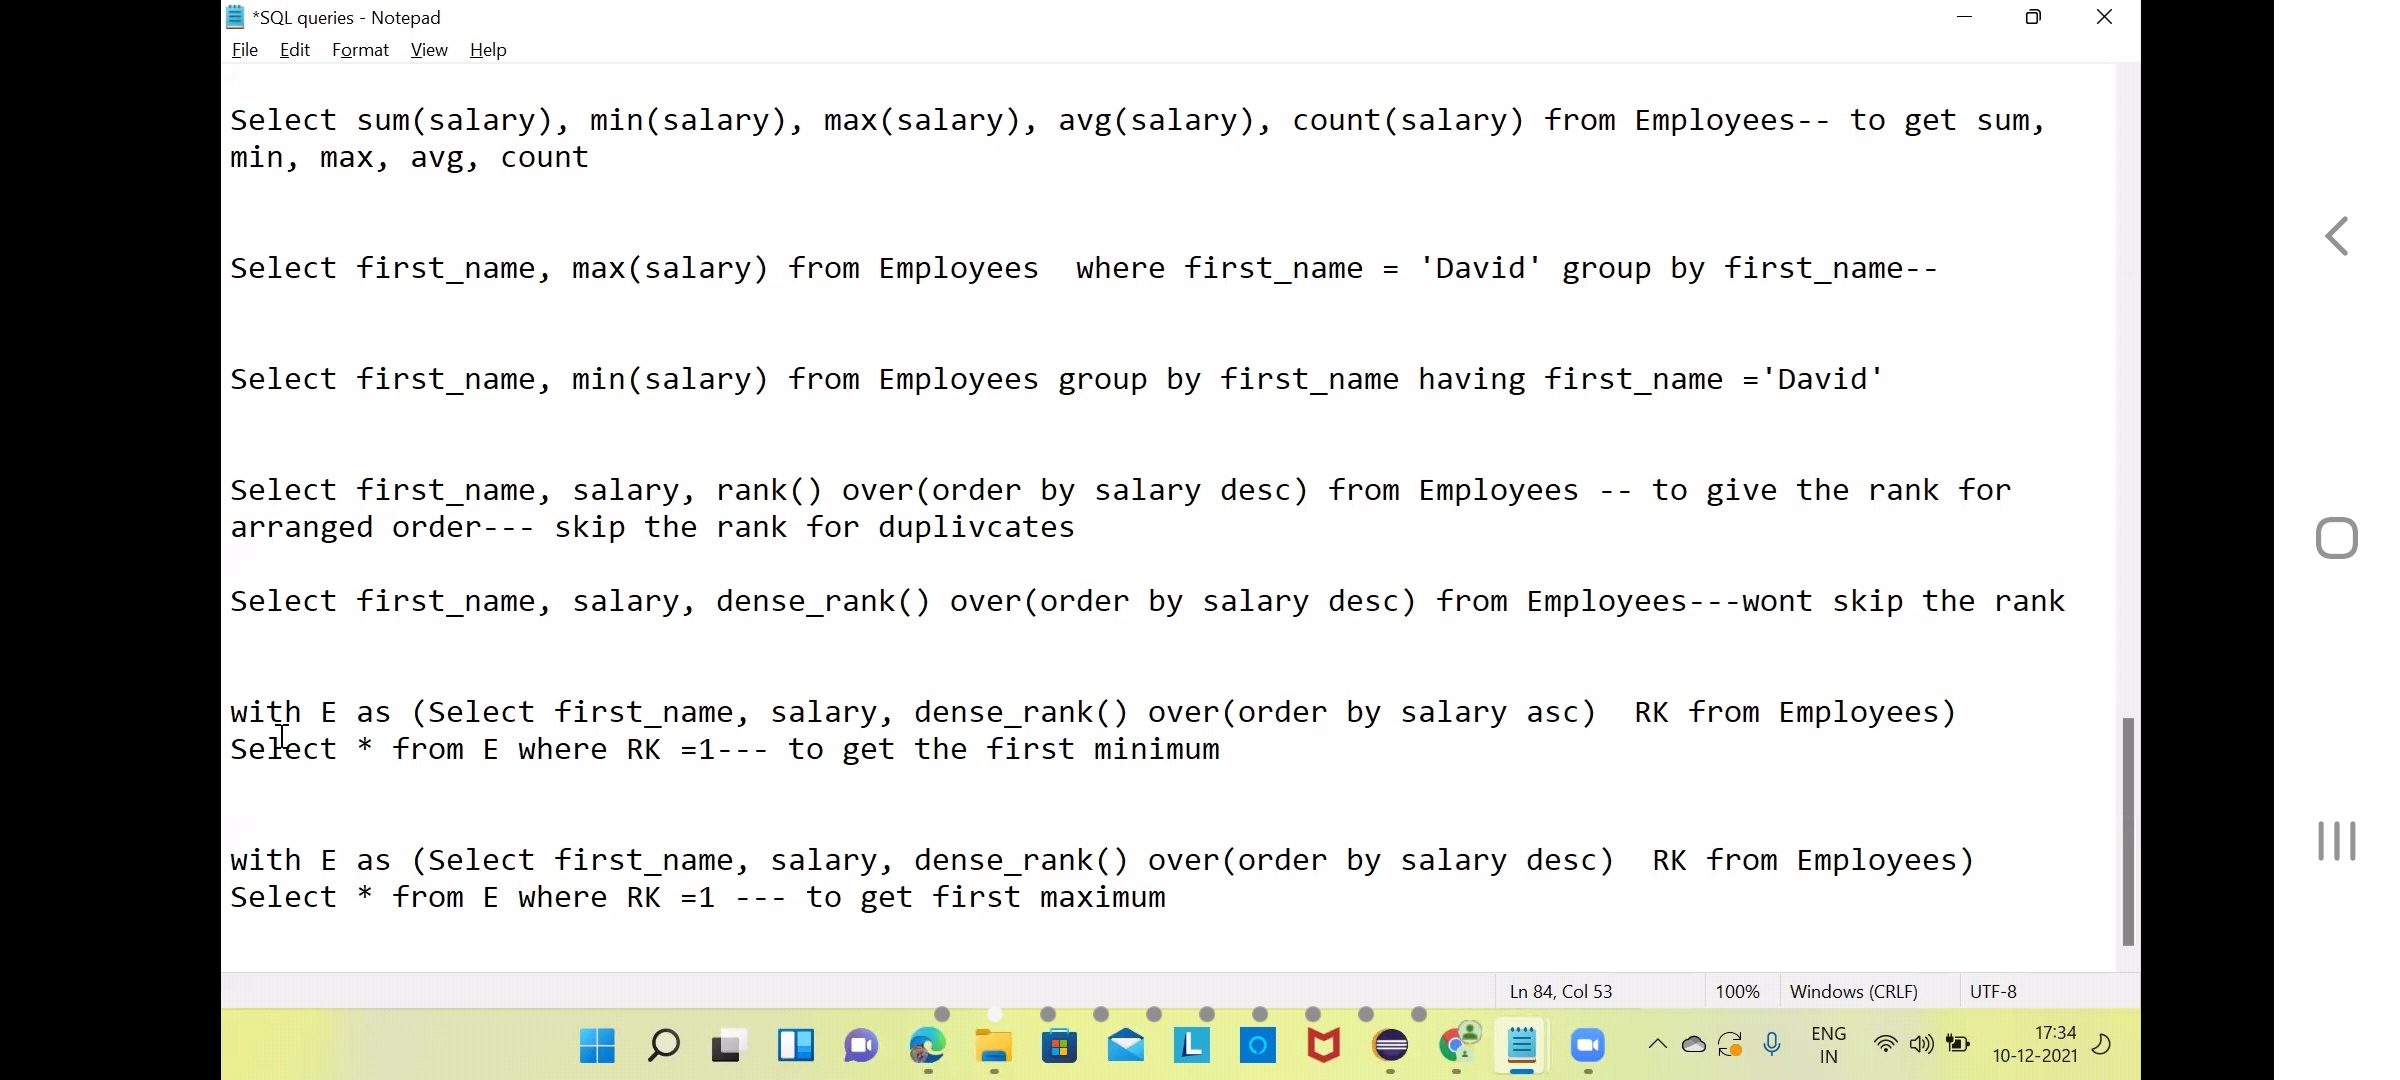 *SQL queries - Notepad
File Edit Format View Help
Select sum(salary), min(salary), max(salary), avg(salary), count(salary) from Employees-- to get sum,
min, max, avg, count
Select first_name, max(salary) from Employees  where first_name = 'David' group by first_name--
Select first_name, min(salary) from Employees group by first_name having first_name ='David'
Select first_name, salary, rank() over(order by salary desc) from Employees -- to give the rank for
arranged order--- skip the rank for duplivcates
Select first_name, salary, dense_rank() over(order by salary desc) from Employees---wont skip the rank
with E as (Select first_name, salary, dense_rank() over(order by salary asc)  RK from Employees)
Select * from E where RK =1--- to get the first minimum
with E as (Select first_name, salary, dense_rank() over(order by salary desc)  RK from Employees)
Select * from E where RK =1 --- to get first maximum
Ln 84, Col 53 100% Windows (CRLF) UTF-8
L
ENG 17:34
IN 10-12-2021